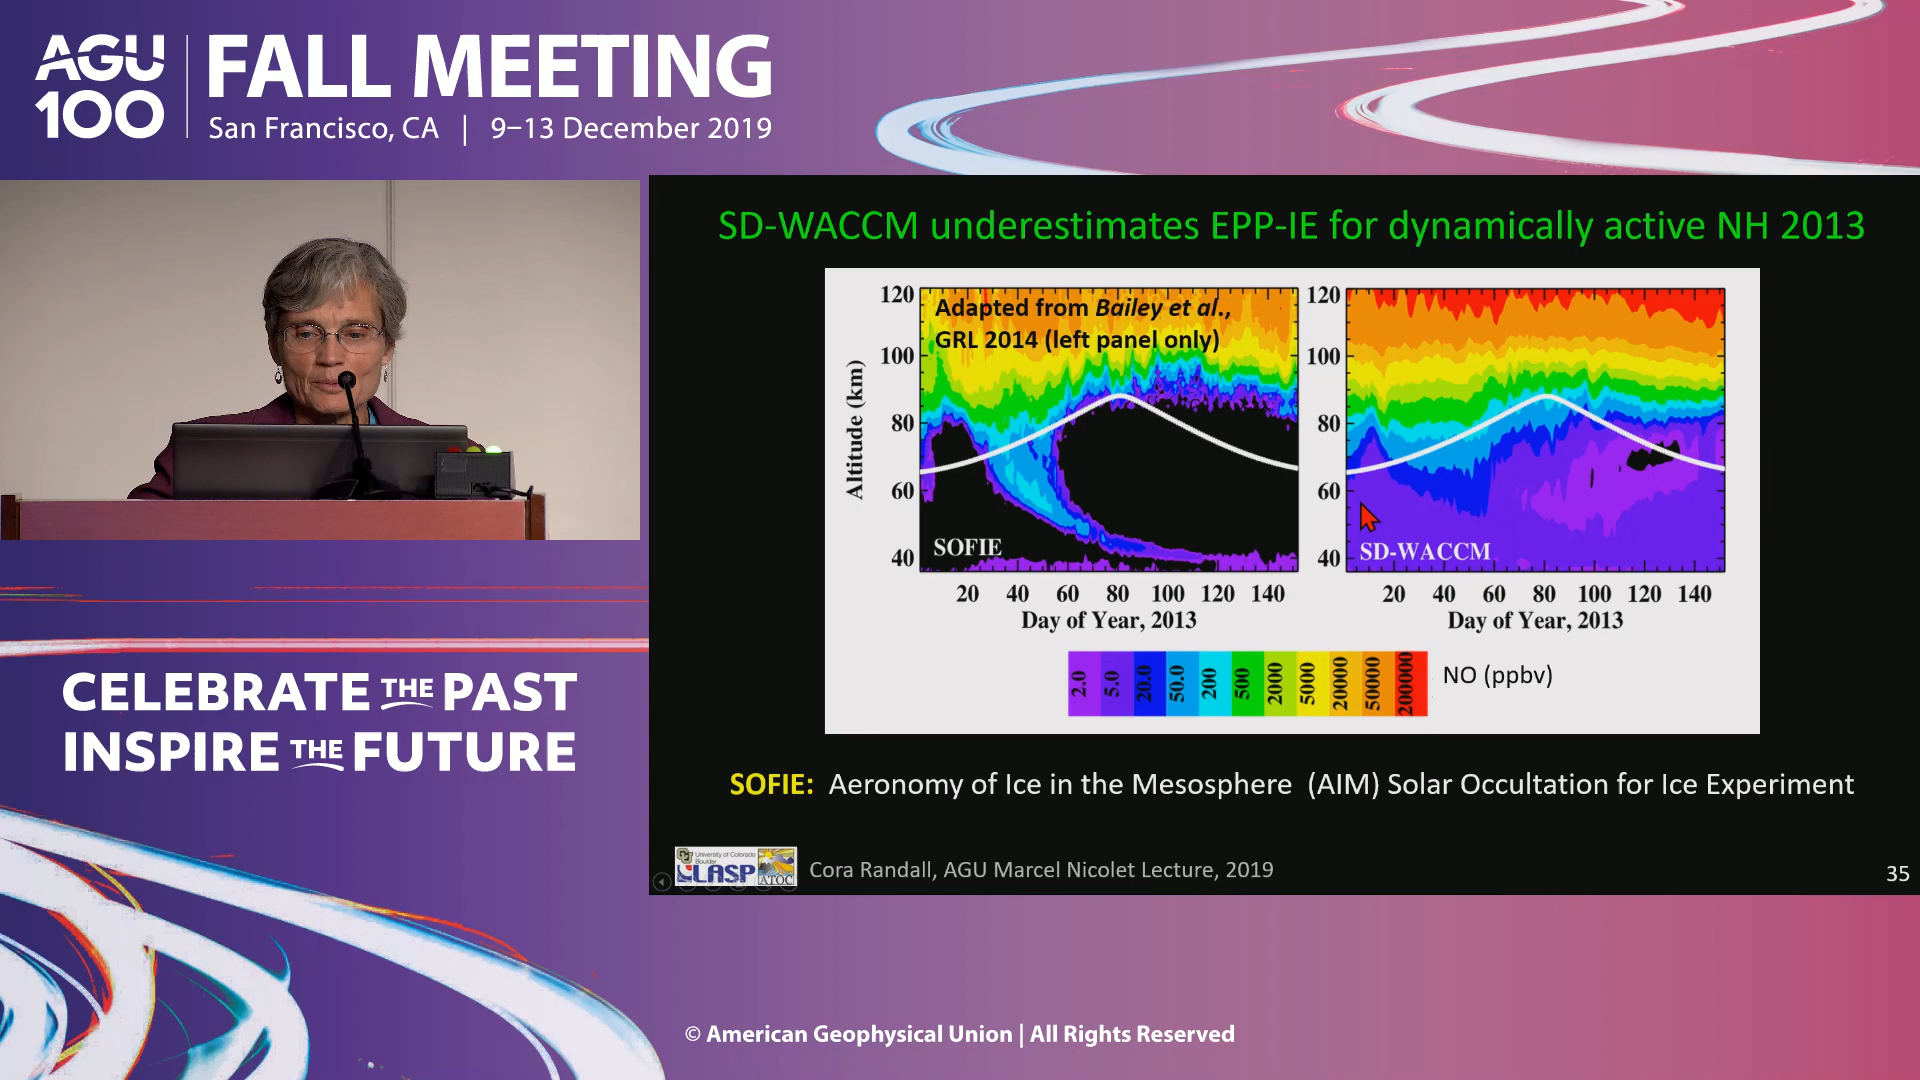 AGU
100
FALL MEETING
San Francisco, CA | 9–13 December 2019
SD-WACCM underestimates EPP-IE for dynamically active NH 2013
Adapted from Bailey et al.,
GRL 2014 (left panel only)
Altitude (km)
120
100
80
60
40
SOFIE
20 40 60 80 100 120 140
Day of Year, 2013
120
100
80
60
40
SD-WACCM
20 40 60 80 100 120 140
Day of Year, 2013
2.0 5.0 20.0 50.0 200 500 2000 5000 20000 50000 200000
NO (ppbv)
SOFIE: Aeronomy of Ice in the Mesosphere (AIM) Solar Occultation for Ice Experiment
University of Colorado
Boulder
LASP
ATOC
Cora Randall, AGU Marcel Nicolet Lecture, 2019
35
CELEBRATE THE PAST
INSPIRE THE FUTURE
© American Geophysical Union | All Rights Reserved